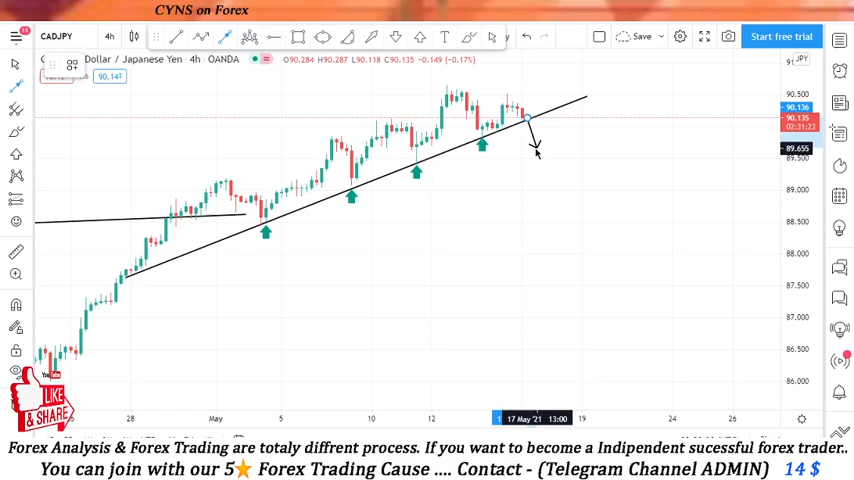 CYNS on Forex
11
CADJPY
4h
Save
Start free trial
Dollar / Japanese Yen · 4h · OANDA
O90.284 H90.287 L90.118 C90.135 −0.149 (−0.17%)
JPY
90.14³
90.500
90.136
90.135
02:31:23
89.655
89.500
89.000
88.500
88.000
87.500
87.000
86.500
86.000
28
May
5
10
12
17 May '21 13:00
19
24
26
YouTube
LIKE
& SHARE
Forex Analysis & Forex Trading are totaly diffrent process. If you want to become a Indipendent sucessful forex trader..
You can join with our 5⭐ Forex Trading Cause .... Contact - (Telegram Channel ADMIN) 14 $